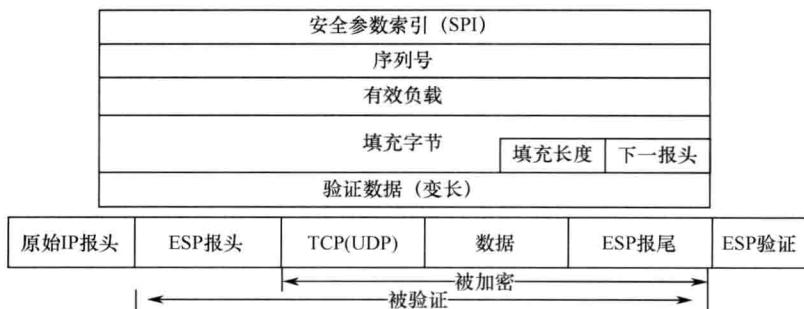 安全参数索引（SPI）
序列号
有效负载
填充字节
填充长度 下一报头
验证数据（变长）
原始IP报头 ESP报头 TCP(UDP) 数据 ESP报尾 ESP验证
被加密
被验证